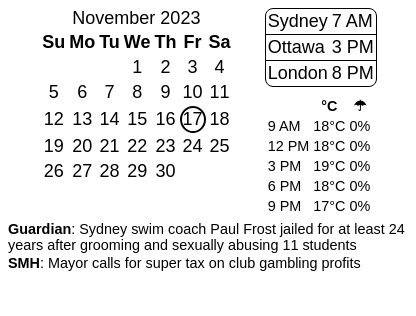 November 2023
Su Mo Tu We Th Fr Sa
1 2 3 4
5 6 7 8 9 10 11
12 13 14 15 16 17 18
19 20 21 22 23 24 25
26 27 28 29 30
Sydney 7 AM
Ottawa 3 PM
London 8 PM
°C ☂
9 AM 18°C 0%
12 PM 18°C 0%
3 PM 19°C 0%
6 PM 18°C 0%
9 PM 17°C 0%
Guardian: Sydney swim coach Paul Frost jailed for at least 24
years after grooming and sexually abusing 11 students
SMH: Mayor calls for super tax on club gambling profits